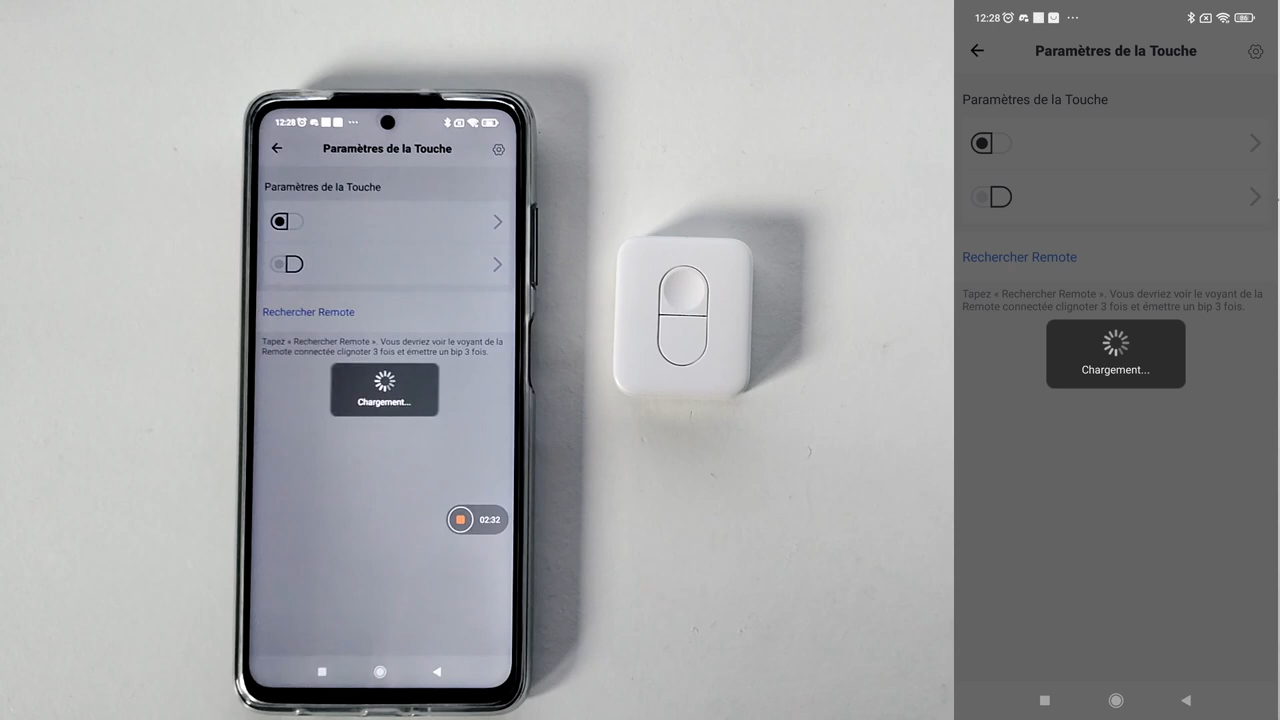 12:28
Paramètres de la Touche
Paramètres de la Touche
Rechercher Remote
Tapez « Rechercher Remote ». Vous devriez voir le voyant de la
Remote connectée clignoter 3 fois et émettre un bip 3 fois.
Chargement...
02:32
12:28
86
Paramètres de la Touche
Paramètres de la Touche
Rechercher Remote
Tapez « Rechercher Remote ». Vous devriez voir le voyant de la
Remote connectée clignoter 3 fois et émettre un bip 3 fois.
Chargement...